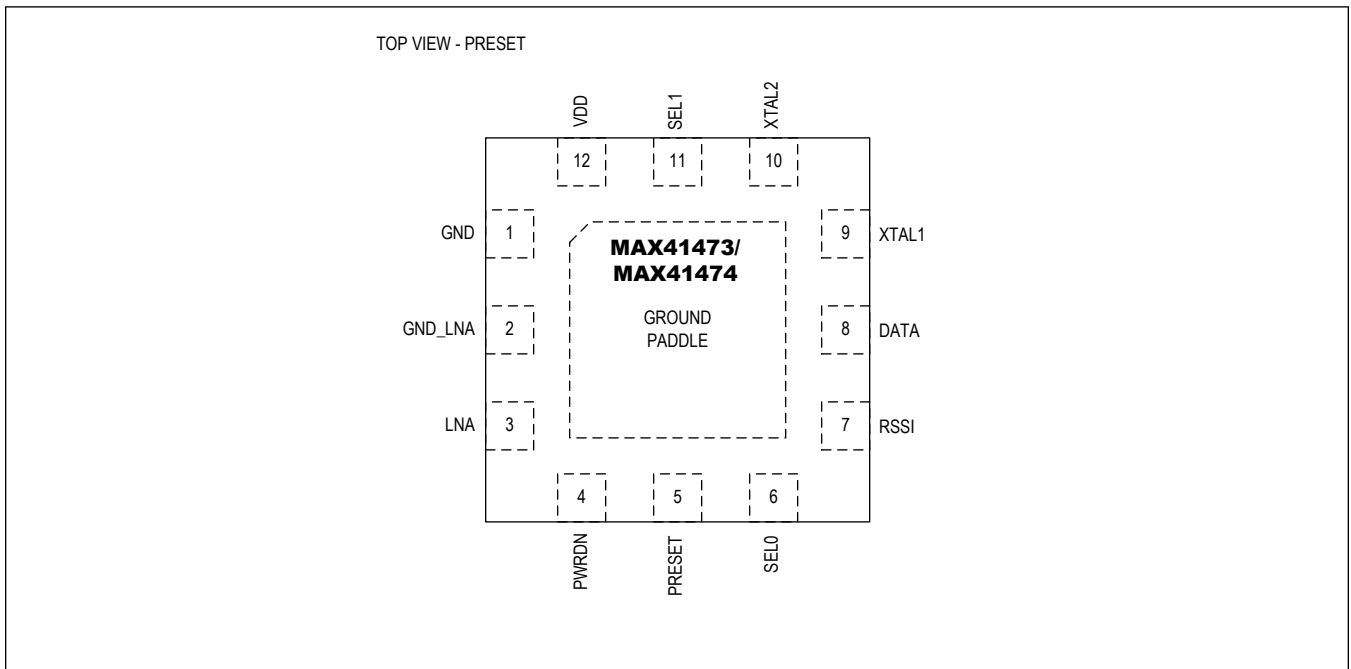 TOP VIEW - PRESET
VDD
SEL1
XTAL2
12
11
10
GND 1
MAX41473/
MAX41474
9 XTAL1
GND_LNA 2
GROUND
PADDLE
8 DATA
LNA 3
7 RSSI
4
5
6
PWRDN
PRESET
SEL0